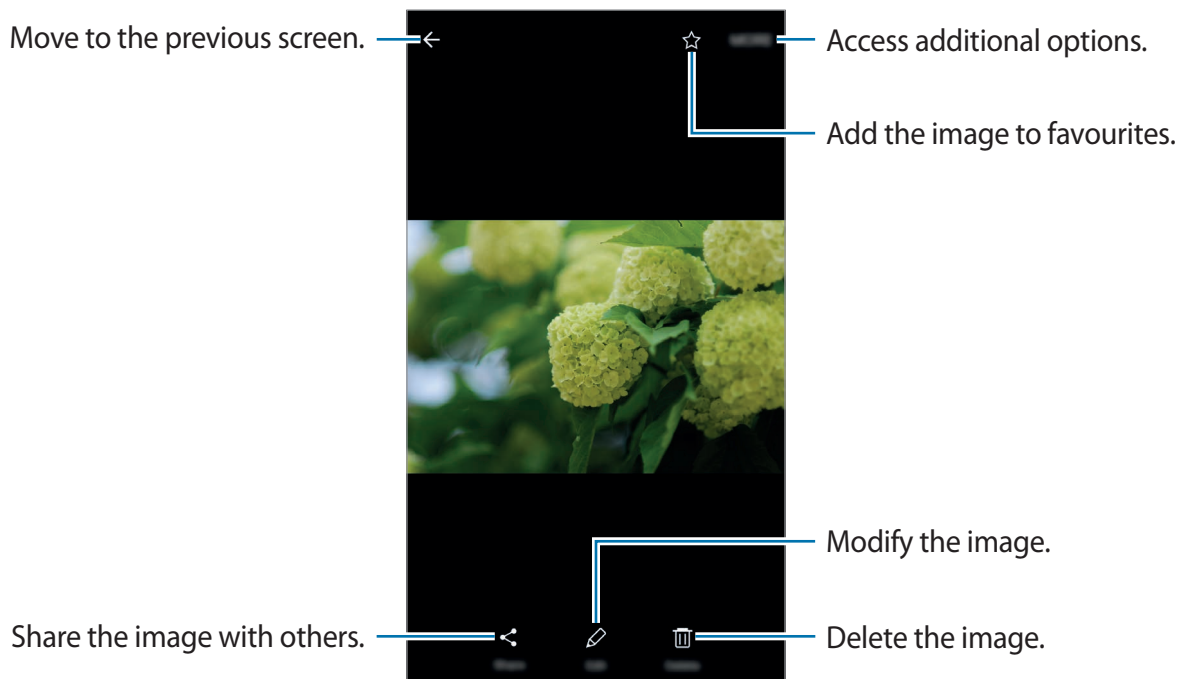 Move to the previous screen.
Access additional options.
Add the image to favourites.
Modify the image.
Share the image with others.
Delete the image.